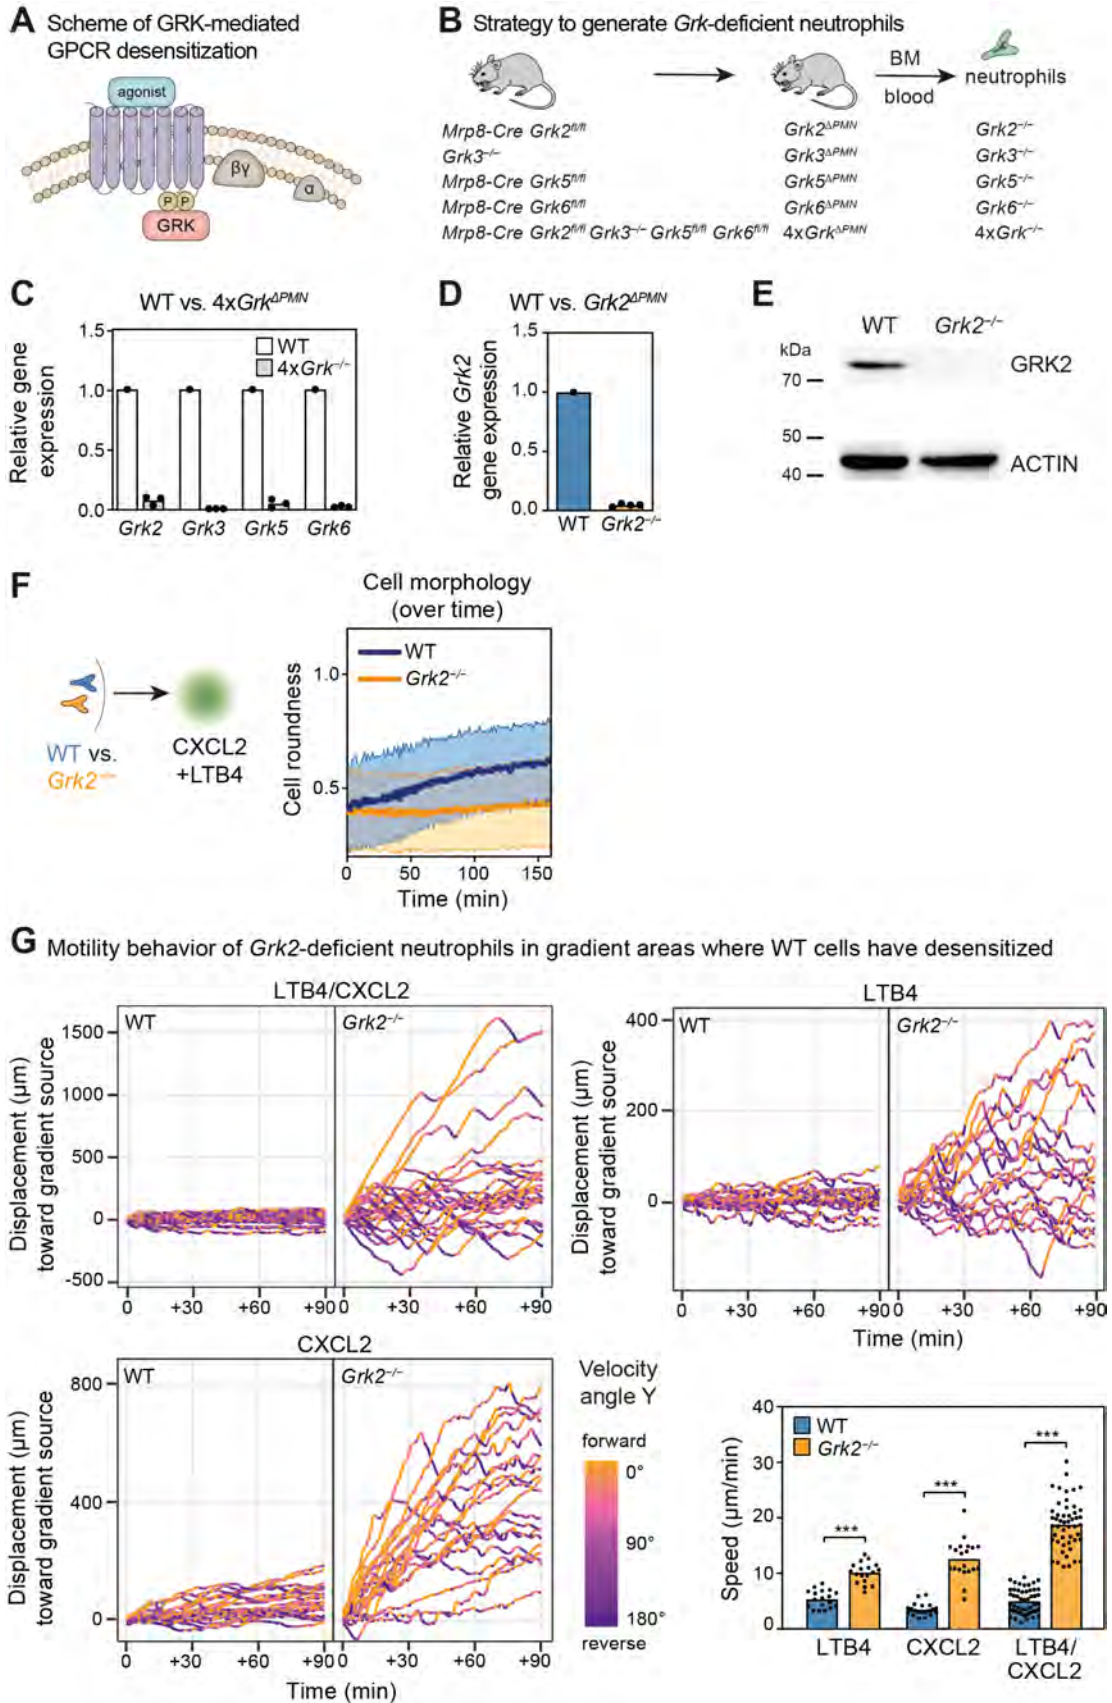 A Scheme of GRK-mediated
GPCR desensitization
agonist
βγ
α
P P
GRK
B Strategy to generate Grk-deficient neutrophils
BM
blood
neutrophils
Mrp8-Cre Grk2fl/fl Grk2ΔPMN Grk2−/−
Grk3−/− Grk3ΔPMN Grk3−/−
Mrp8-Cre Grk5fl/fl Grk5ΔPMN Grk5−/−
Mrp8-Cre Grk6fl/fl Grk6ΔPMN Grk6−/−
Mrp8-Cre Grk2fl/fl Grk3−/− Grk5fl/fl Grk6fl/fl 4xGrkΔPMN 4xGrk−/−
C WT vs. 4xGrkΔPMN
Relative gene
expression
1.5
1.0
0.5
0.0
WT
4xGrk−/−
Grk2 Grk3 Grk5 Grk6
D WT vs. Grk2ΔPMN
Relative Grk2
gene expression
1.5
1.0
0.5
0.0
WT Grk2−/−
E
WT Grk2−/−
kDa
70
50
40
GRK2
ACTIN
F
WT vs.
Grk2−/−
CXCL2
+LTB4
Cell morphology
(over time)
WT
Grk2−/−
Cell roundness
1.0
0.5
0 50 100 150
Time (min)
G Motility behavior of Grk2-deficient neutrophils in gradient areas where WT cells have desensitized
LTB4/CXCL2
WT Grk2−/−
Displacement (µm)
toward gradient source
1500
1000
500
0
-500
0 +30 +60 +90 0 +30 +60 +90
LTB4
WT Grk2−/−
Displacement (µm)
toward gradient source
400
200
0
0 +30 +60 +90 0 +30 +60 +90
Time (min)
CXCL2
WT Grk2−/−
Displacement (µm)
toward gradient source
800
400
0
0 +30 +60 +90 0 +30 +60 +90
Time (min)
Velocity
angle Y
forward
0°
90°
180°
reverse
Speed (µm/min)
40
30
20
10
0
WT
Grk2−/−
***
***
***
LTB4 CXCL2 LTB4/
CXCL2